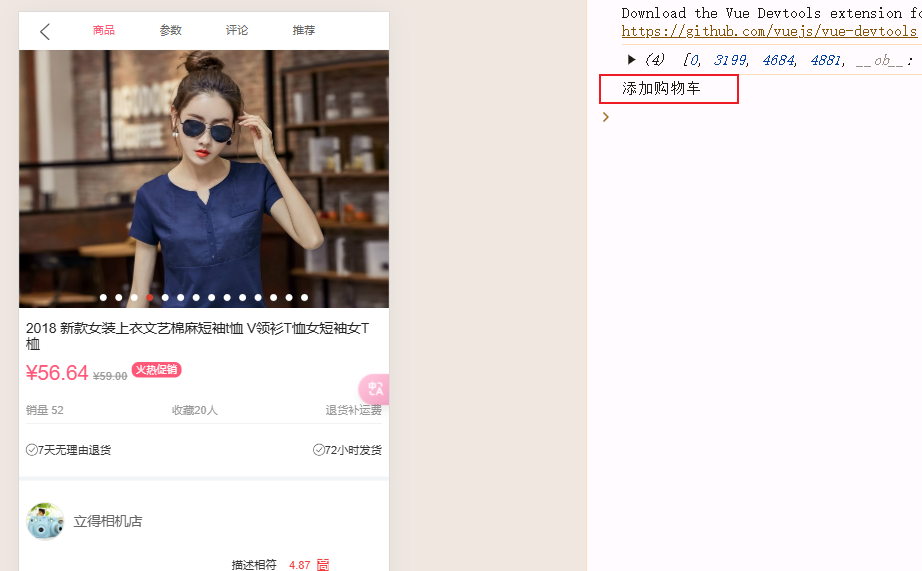 商品 参数 评论 推荐
2018 新款女装上衣文艺棉麻短袖t恤 V领衫T恤女短袖女T
恤
¥56.64 ¥59.00 火热促销
销量 52 收藏20人 退货补运费
7天无理由退货 72小时发货
立得相机店
描述相符 4.87 高
Download the Vue Devtools extension fo
https://github.com/vuejs/vue-devtools
▶ (4) [0, 3199, 4684, 4881, __ob__:
添加购物车
>